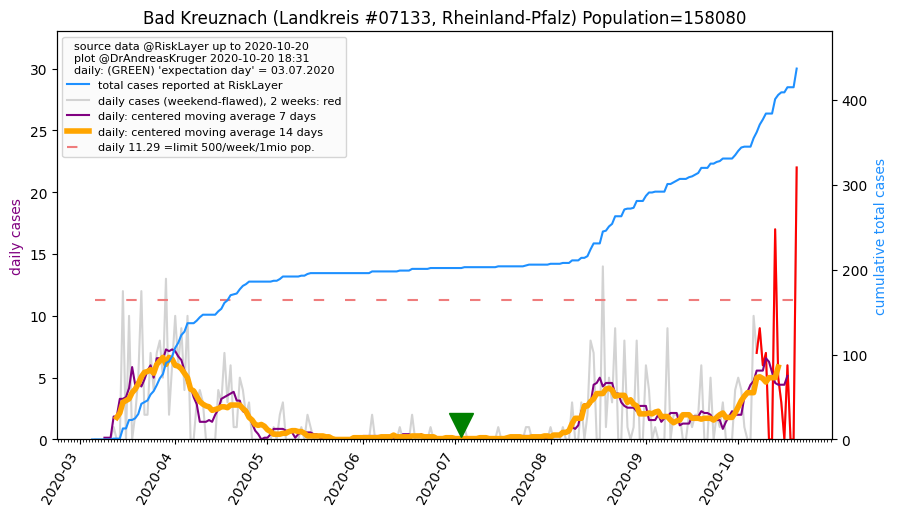 Bad Kreuznach (Landkreis #07133, Rheinland-Pfalz) Population=158080
source data @RiskLayer up to 2020-10-20
plot @DrAndreasKruger 2020-10-20 18:31
daily: (GREEN) 'expectation day' = 03.07.2020
total cases reported at RiskLayer
daily cases (weekend-flawed), 2 weeks: red
daily: centered moving average 7 days
daily: centered moving average 14 days
daily 11.29 =limit 500/week/1mio pop.
daily cases
30
25
20
15
10
5
0
400
300
200
100
0
cumulative total cases
2020-03
2020-04
2020-05
2020-06
2020-07
2020-08
2020-09
2020-10